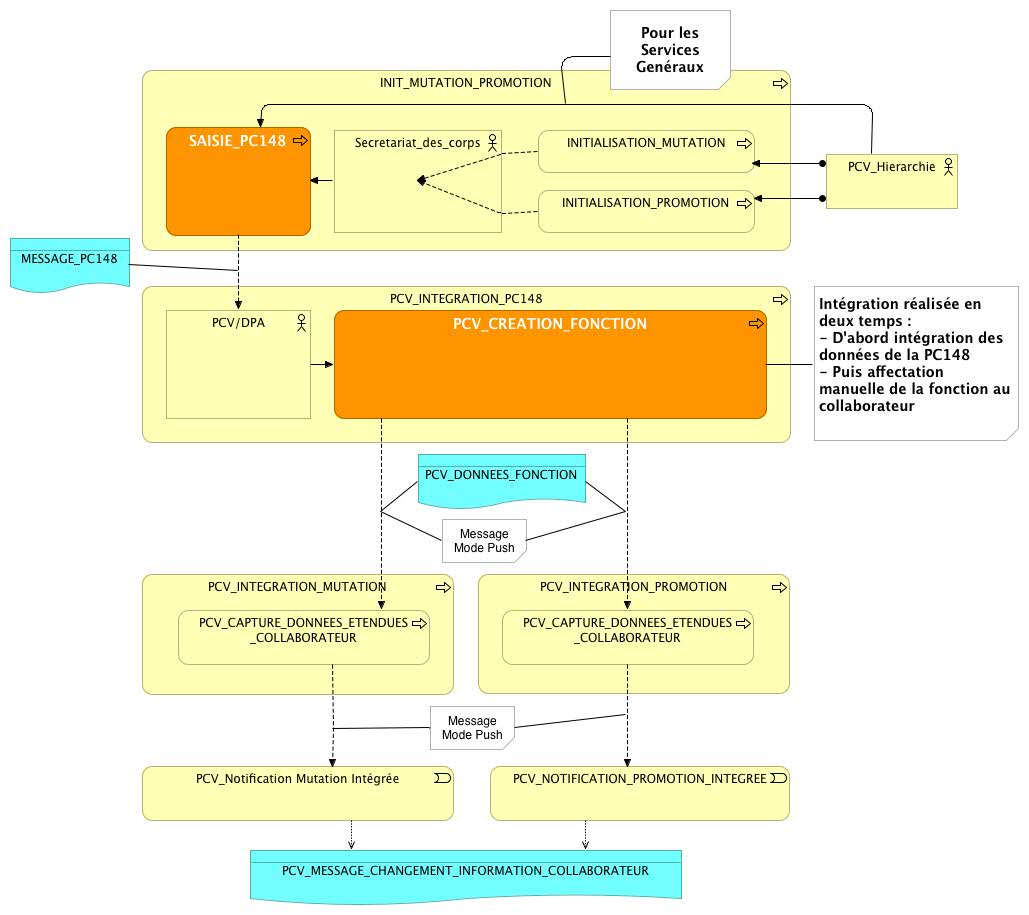 Pour les
Services
Genéraux
INIT_MUTATION_PROMOTION
SAISIE_PC148
Secretariat_des_corps
INITIALISATION_MUTATION
INITIALISATION_PROMOTION
PCV_Hierarchie
MESSAGE_PC148
PCV_INTEGRATION_PC148
PCV/DPA
PCV_CREATION_FONCTION
Intégration réalisée en
deux temps :
- D'abord intégration des
données de la PC148
- Puis affectation
manuelle de la fonction au
collaborateur
PCV_DONNEES_FONCTION
Message
Mode Push
PCV_INTEGRATION_MUTATION
PCV_CAPTURE_DONNEES_ETENDUES
_COLLABORATEUR
PCV_INTEGRATION_PROMOTION
PCV_CAPTURE_DONNEES_ETENDUES
_COLLABORATEUR
Message
Mode Push
PCV_Notification Mutation Intégrée
PCV_NOTIFICATION_PROMOTION_INTEGREE
PCV_MESSAGE_CHANGEMENT_INFORMATION_COLLABORATEUR